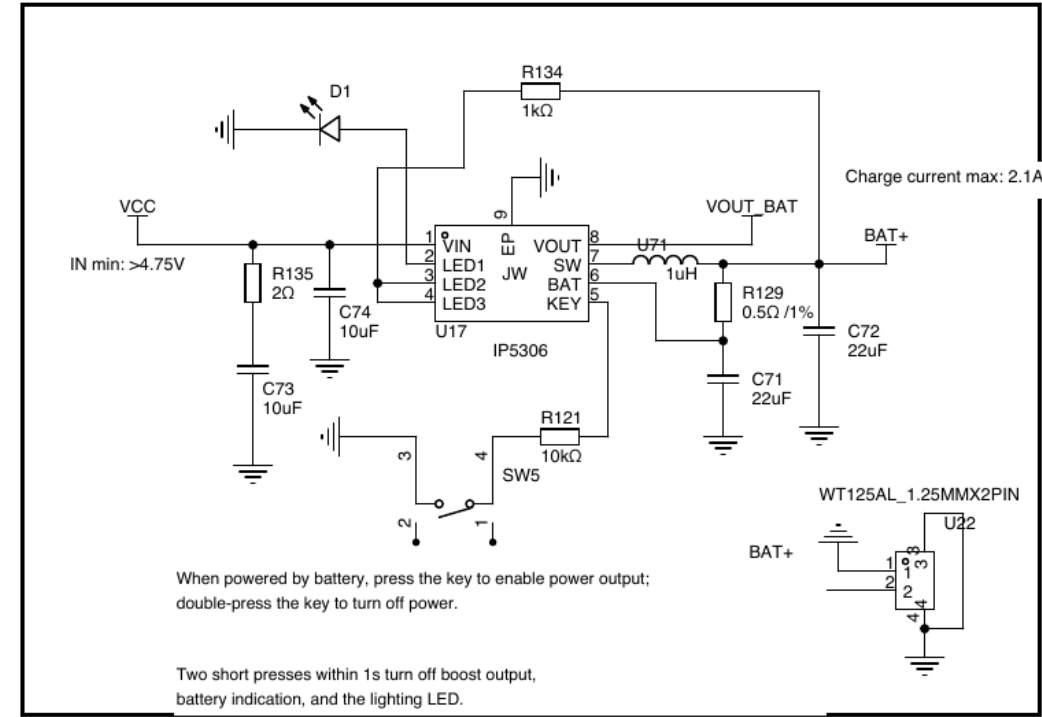 R134
1kΩ
D1
Charge current max: 2.1A
VCC
9
VOUT_BAT
BAT+
1
VIN
EP
VOUT
8
U71
IN min: >4.75V
2
LED1
SW
7
1uH
R135
2Ω
3
LED2
JW
BAT
6
R129
0.5Ω /1%
4
LED3
KEY
5
C74
10uF
U17
IP5306
C72
22uF
C73
10uF
C71
22uF
R121
10kΩ
3
4
SW5
2
1
WT125AL_1.25MMX2PIN
U22
BAT+
3
3
1
1
2
2
4
4
When powered by battery, press the key to enable power output;
double-press the key to turn off power.
Two short presses within 1s turn off boost output,
battery indication, and the lighting LED.